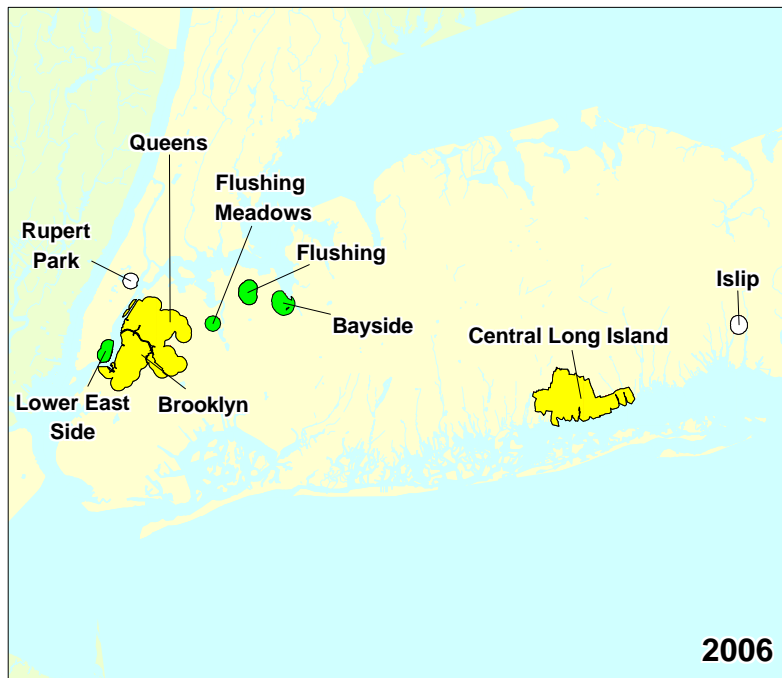 Queens
Flushing
Meadows
Rupert
Park
Flushing
Islip
Bayside
Central Long Island
Lower East
Side
Brooklyn
2006